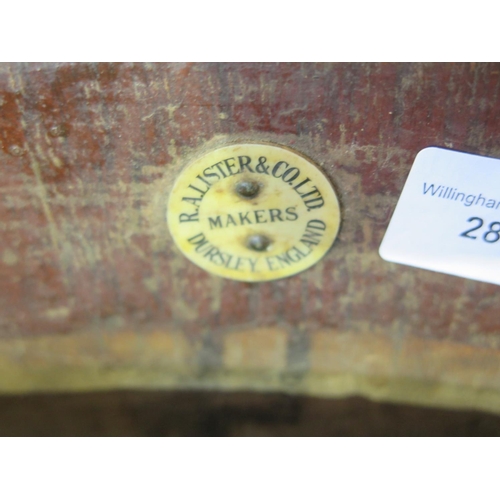 R.A.LISTER & CO. LTD.
MAKERS
DURSLEY ENGLAND
Willingham
28